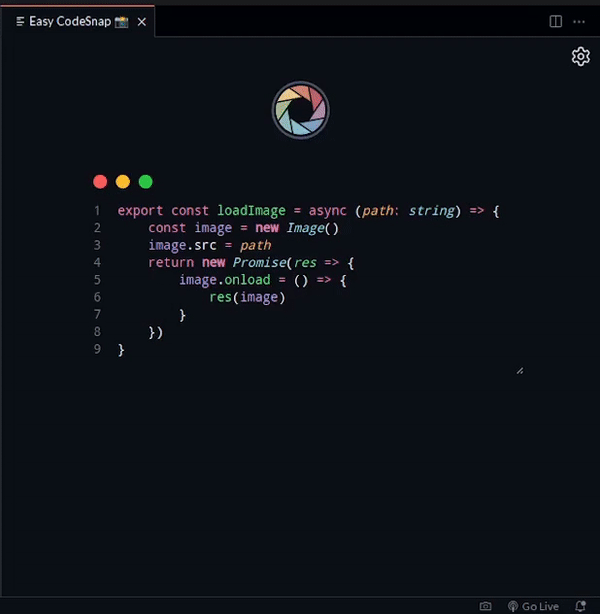 Easy CodeSnap 📸
1 export const loadImage = async (path: string) => {
2     const image = new Image()
3     image.src = path
4     return new Promise(res => {
5         image.onload = () => {
6             res(image)
7         }
8     })
9 }
Go Live